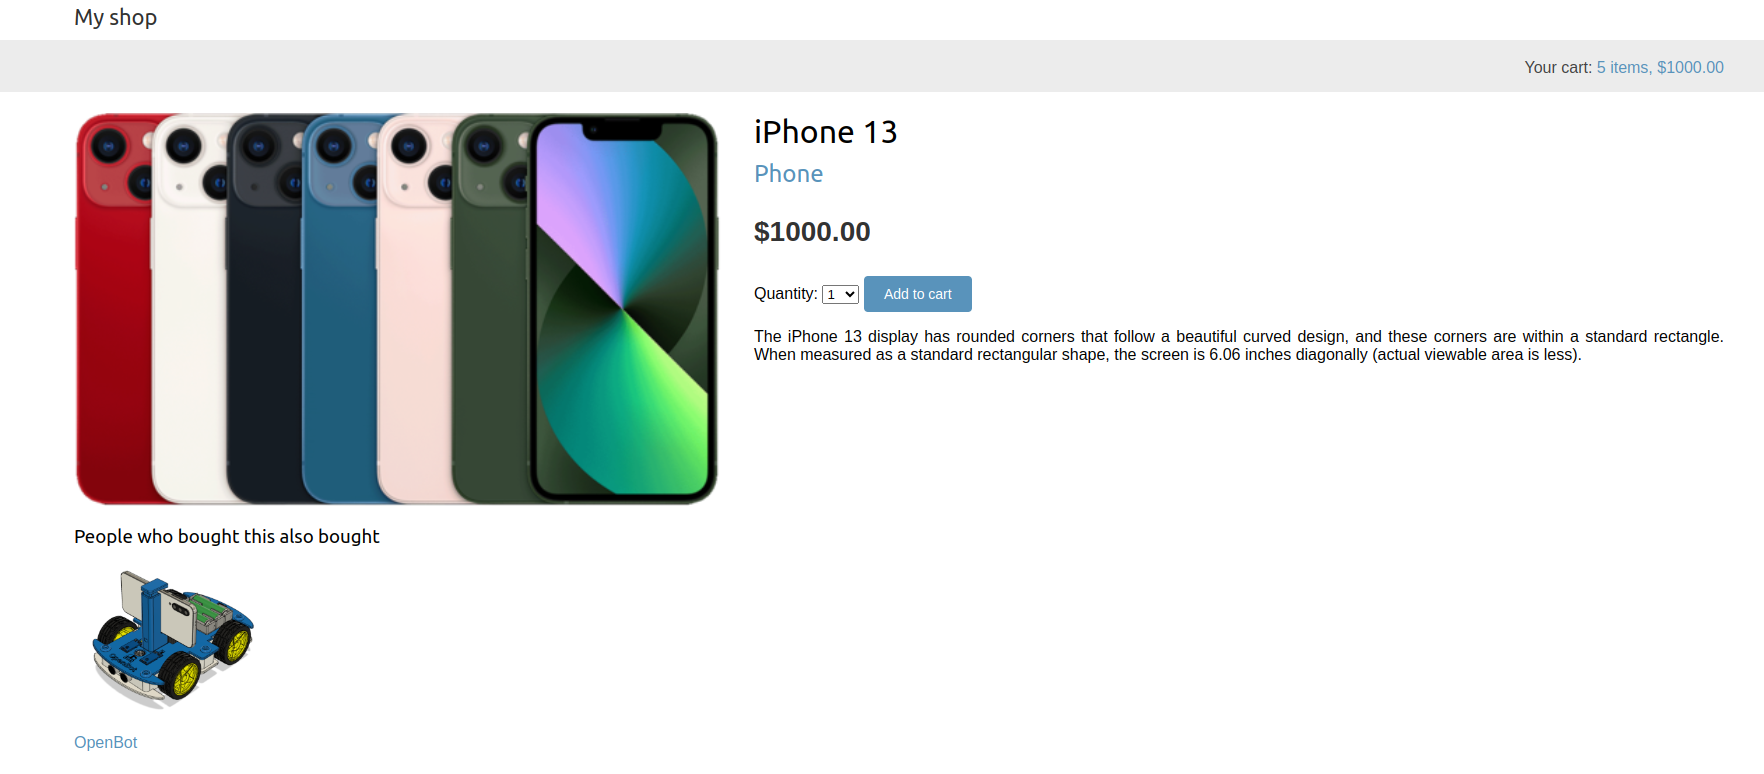 My shop
Your cart: 5 items, $1000.00
iPhone 13
Phone
$1000.00
Quantity: 1 Add to cart
The iPhone 13 display has rounded corners that follow a beautiful curved design, and these corners are within a standard rectangle.
When measured as a standard rectangular shape, the screen is 6.06 inches diagonally (actual viewable area is less).
People who bought this also bought
OpenBot
OpenBot